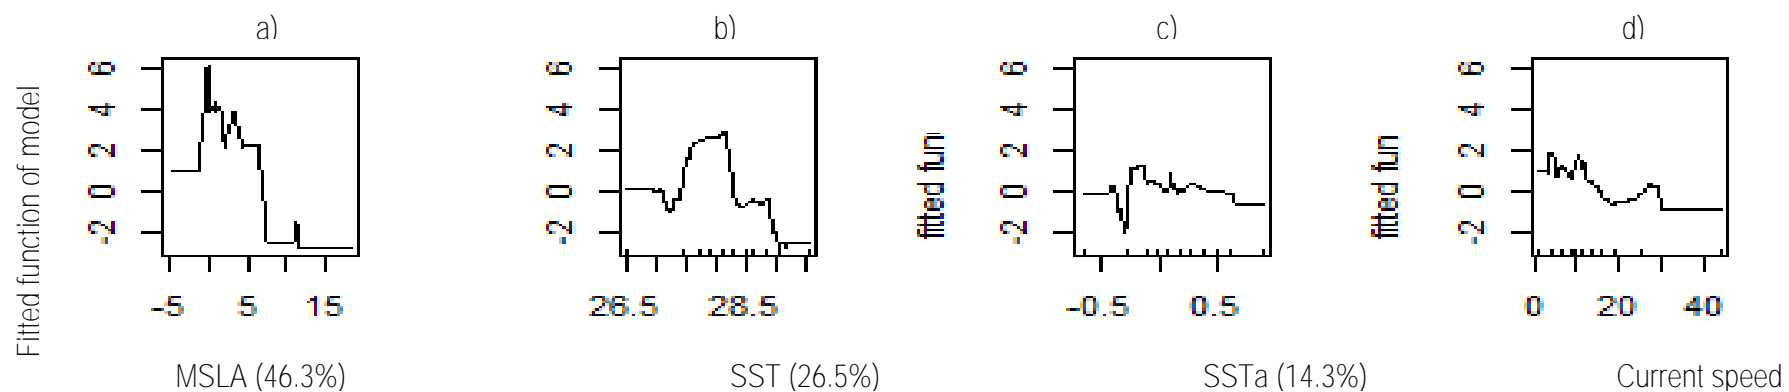 a)
b)
c)
d)
Fitted function of model
6
4
2
0
-2
-5 5 15
MSLA (46.3%)
6
4
2
0
-2
26.5 28.5
SST (26.5%)
fitted fun
6
4
2
0
-2
-0.5 0.5
SSTa (14.3%)
fitted fun
6
4
2
0
-2
0 20 40
Current speed